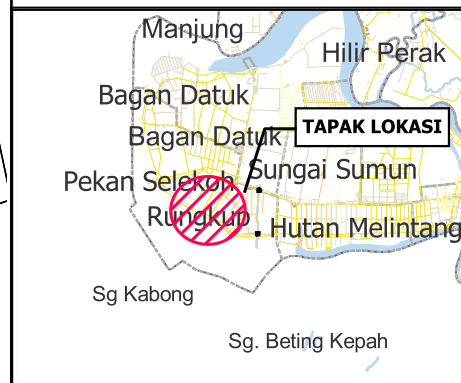 Manjung
Hilir Perak
Bagan Datuk
TAPAK LOKASI
Bagan Datuk
Sungai Sumun
Pekan Selekoh
Rungkup
Hutan Melintang
Sg Kabong
Sg. Beting Kepah